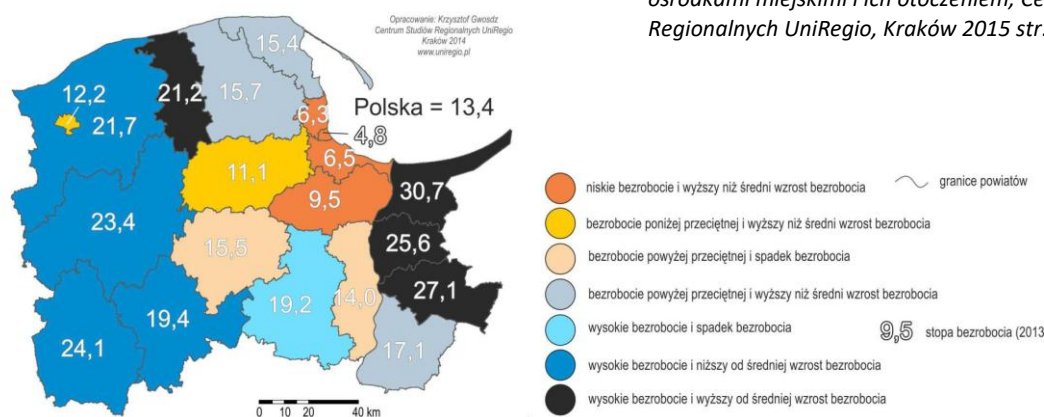 ośrodkami miejskimi i ich otoczeniem, Ce
Regionalnych UniRegio, Kraków 2015 str.
Opracowanie: Krzysztof Gwosdz
Centrum Studiów Regionalnych UniRegio
Kraków 2014
www.uniregio.pl
15,4
12,2
21,7
21,2
15,7
6,3
Polska = 13,4
4,8
6,5
11,1
9,5
30,7
23,4
25,6
15,5
19,2
14,0
27,1
19,4
24,1
17,1
0 10 20 40 km
niskie bezrobocie i wyższy niż średni wzrost bezrobocia
granice powiatów
bezrobocie poniżej przeciętnej i wyższy niż średni wzrost bezrobocia
bezrobocie powyżej przeciętnej i spadek bezrobocia
bezrobocie powyżej przeciętnej i wyższy niż średni wzrost bezrobocia
wysokie bezrobocie i spadek bezrobocia
9,5 stopa bezrobocia (2013
wysokie bezrobocie i niższy od średniej wzrost bezrobocia
wysokie bezrobocie i wyższy od średniej wzrost bezrobocia